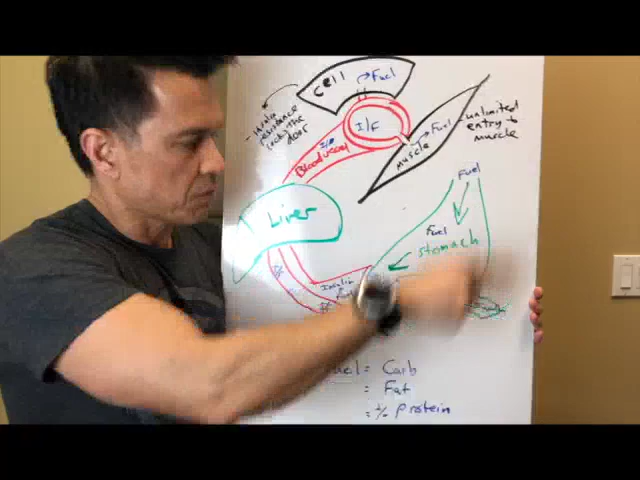 Cell
Fuel
Insulin
resistance
locks the
door
I/F
I/F
Blood vessel
Fuel
muscle
unlimited
entry to
muscle
Liver
Fuel
Fuel
stomach
I/F
Insulin
Fuel
uel = Carb
= Fat
= 1/2 protein